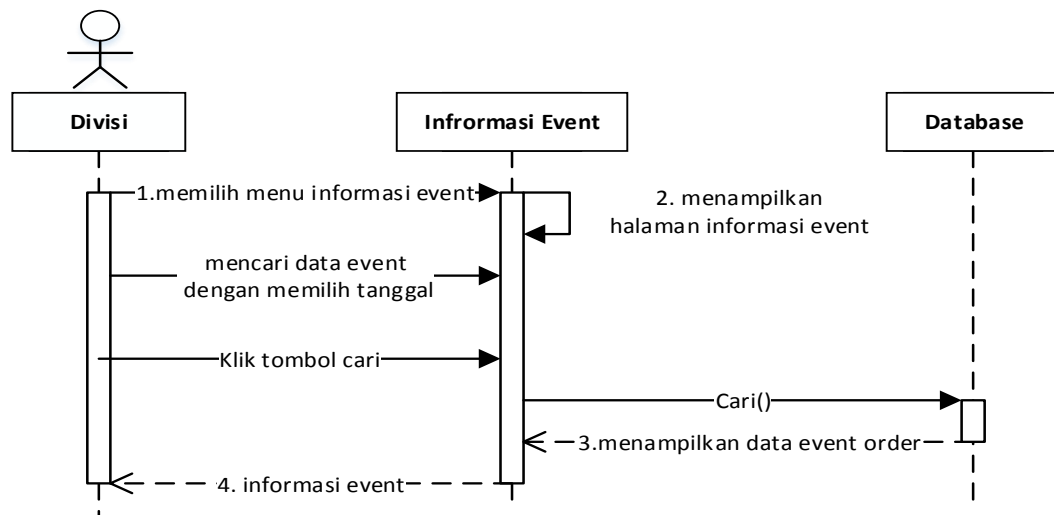 Divisi
Infrormasi Event
Database
1.memilih menu informasi event
2. menampilkan
halaman informasi event
mencari data event
dengan memilih tanggal
Klik tombol cari
Cari()
3.menampilkan data event order
4. informasi event